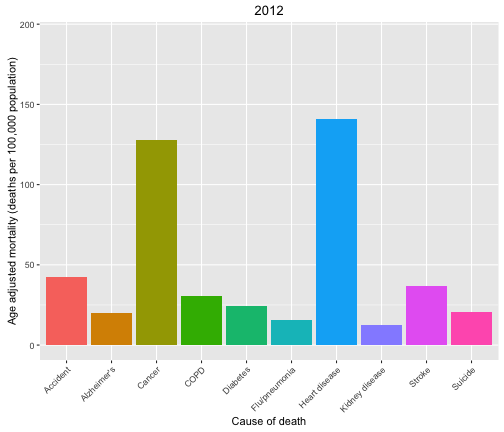 2012
Age adjusted mortality (deaths per 100,000 population)
200
150
100
50
0
Accident
Alzheimer's
Cancer
COPD
Diabetes
Flu/pneumonia
Heart disease
Kidney disease
Stroke
Suicide
Cause of death